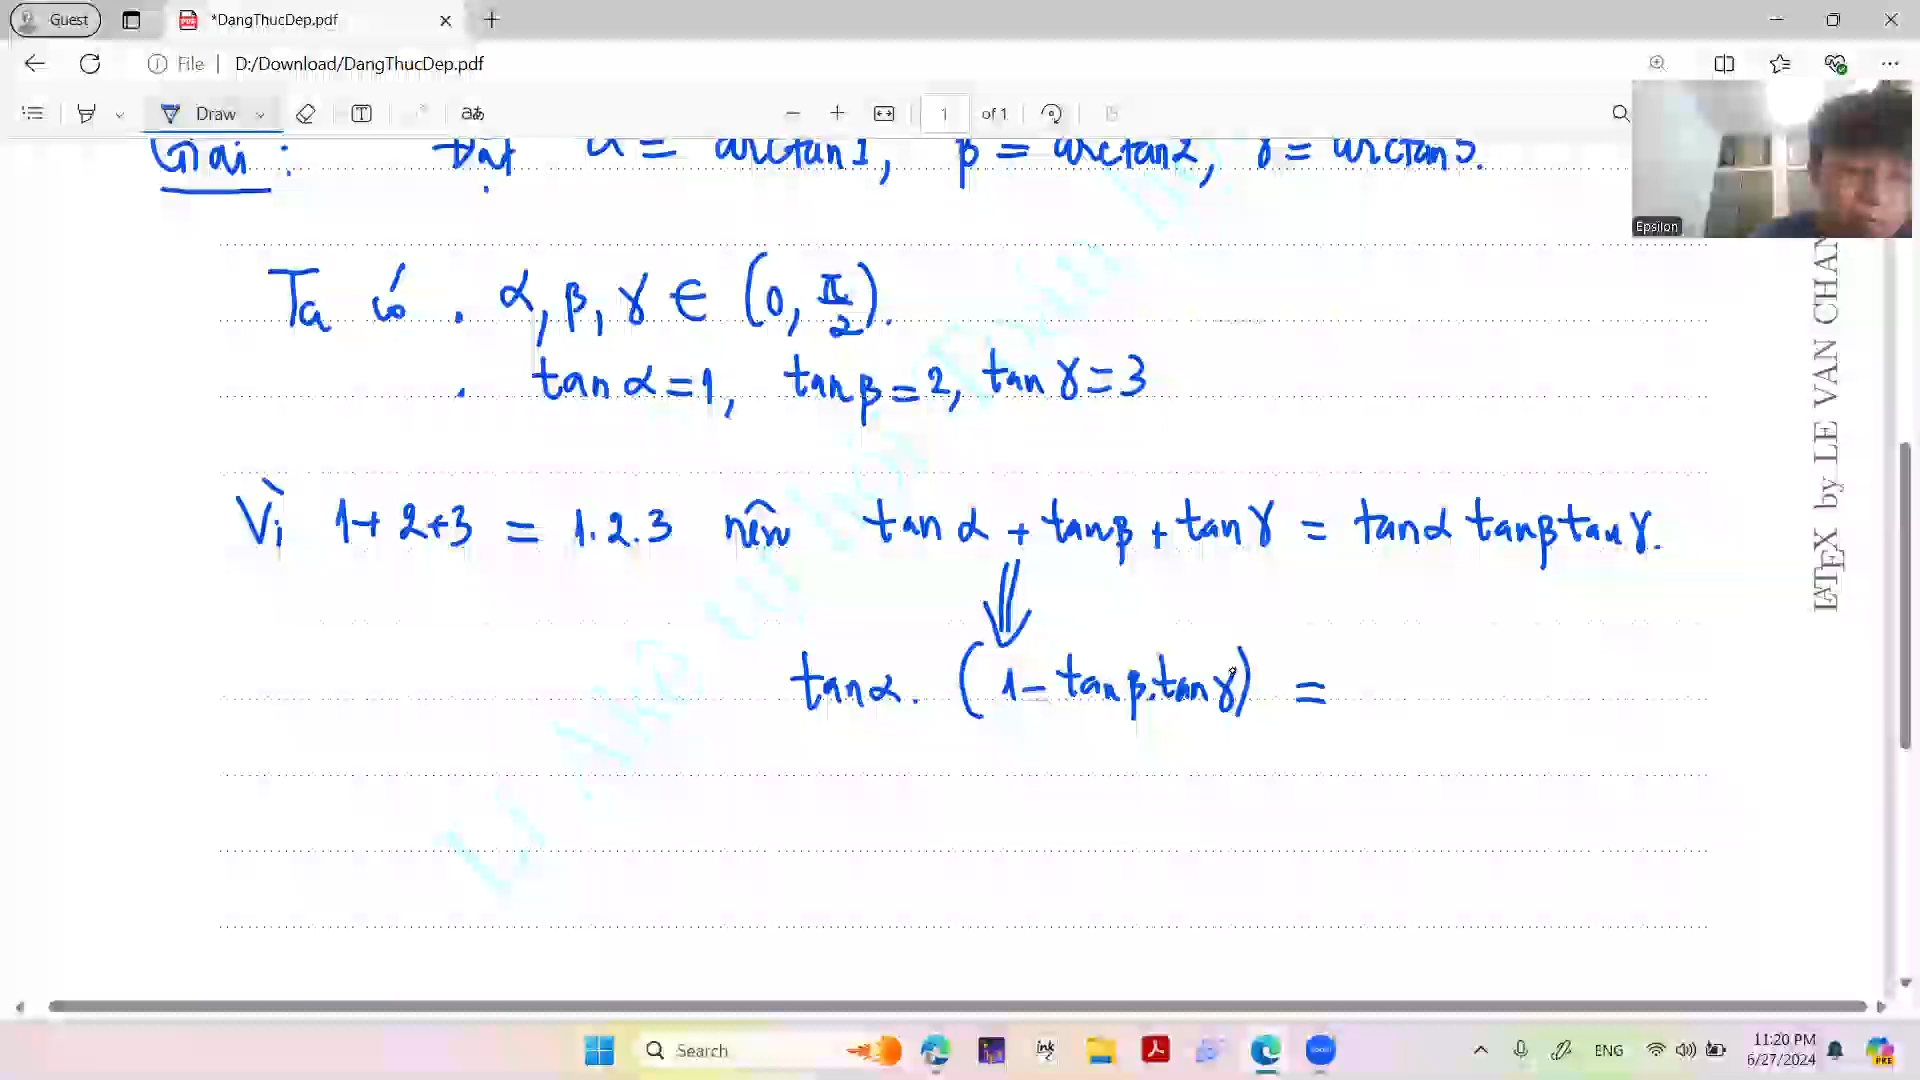 Guest
*DangThucDep.pdf
File
D:/Download/DangThucDep.pdf
Draw
1 of 1
Giải : Đặt α = arctan1, β = arctan2, γ = arctan3.
Epsilon
Ta có . α, β, γ ∈ (0, π/2).
. tan α = 1, tan β = 2, tan γ = 3
Vì 1+2+3 = 1.2.3 nên tan α + tan β + tan γ = tan α tan β tan γ.
⇓
tan α. (1 - tan β.tan γ) =
LATEX by LE VAN CHAN
Search
ink
zoom
ENG
11:20 PM
6/27/2024
PRE